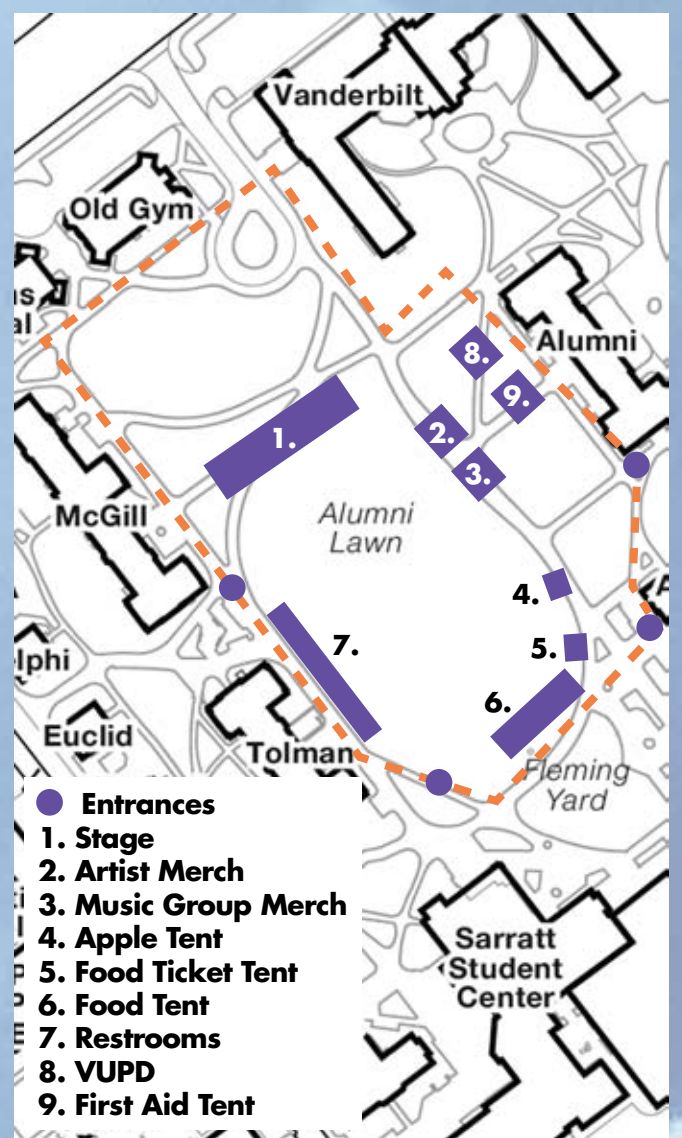 Vanderbilt
Old Gym
Alumni
8.
9.
2.
1.
3.
McGill
Alumni
Lawn
4.
5.
7.
6.
Euclid
Tolman
Fleming
Yard
Entrances
1. Stage
2. Artist Merch
3. Music Group Merch
4. Apple Tent
5. Food Ticket Tent
6. Food Tent
7. Restrooms
8. VUPD
9. First Aid Tent
Sarratt
Student
Center